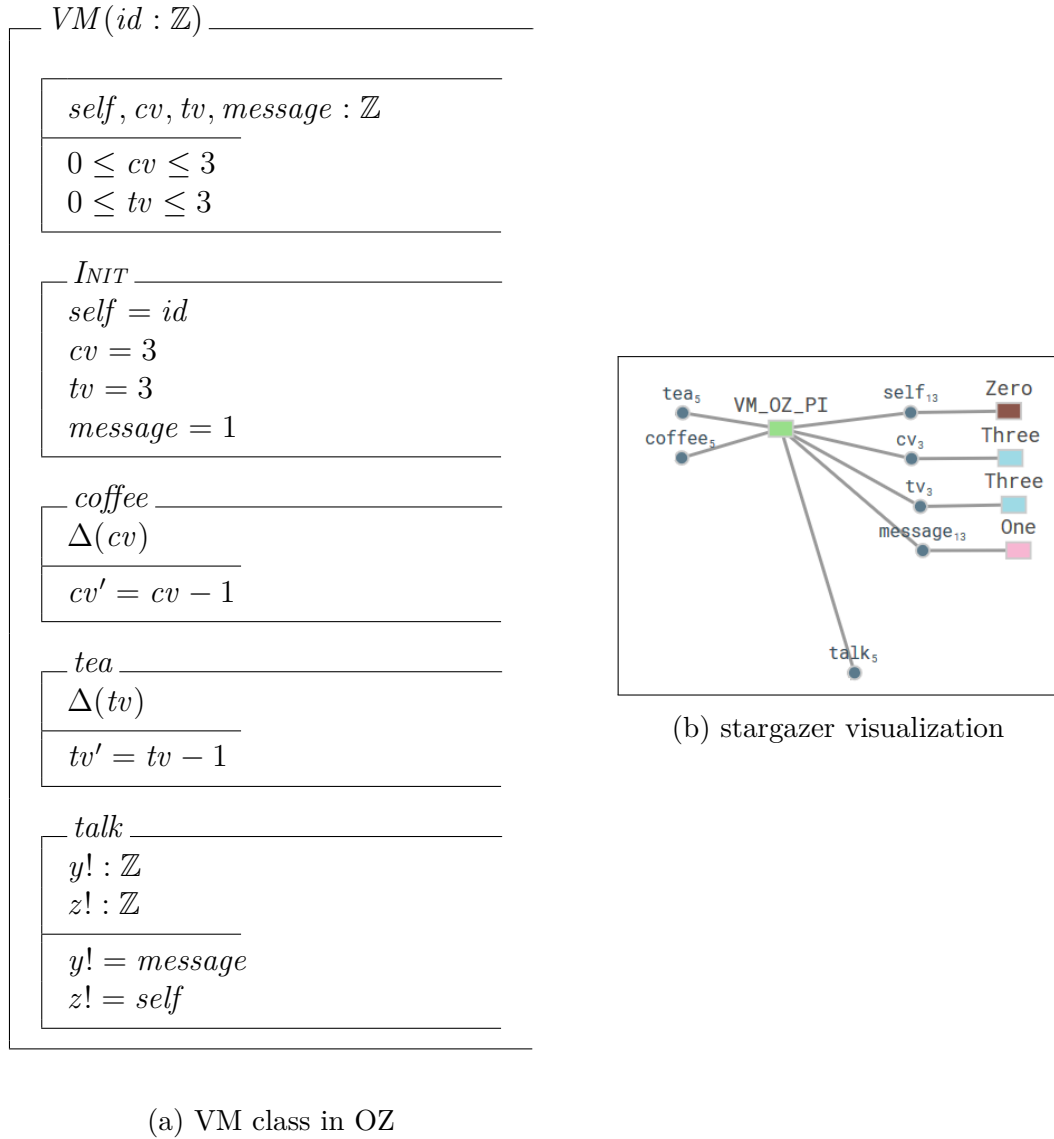 VM(id : ℤ)
self, cv, tv, message : ℤ
0 ≤ cv ≤ 3
0 ≤ tv ≤ 3
INIT
self = id
cv = 3
tv = 3
message = 1
coffee
Δ(cv)
cv′ = cv − 1
tea
Δ(tv)
tv′ = tv − 1
talk
y! : ℤ
z! : ℤ
y! = message
z! = self
(a) VM class in OZ
tea₅
coffee₅
VM_OZ_PI
self₁₃
Zero
cv₃
Three
tv₃
Three
message₁₃
One
talk₅
(b) stargazer visualization